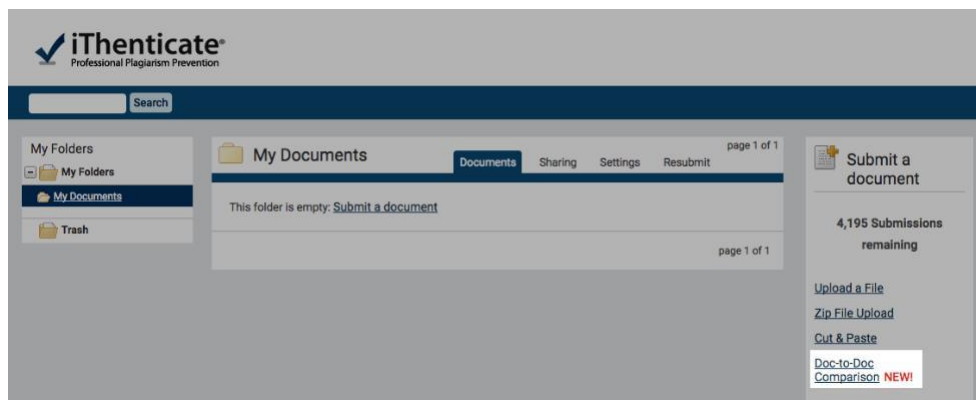 iThenticate®
Professional Plagiarism Prevention
Search
My Folders
My Folders
My Documents
Trash
My Documents
Documents Sharing Settings Resubmit
page 1 of 1
This folder is empty: Submit a document
page 1 of 1
Submit a
document
4,195 Submissions
remaining
Upload a File
Zip File Upload
Cut & Paste
Doc-to-Doc
Comparison NEW!